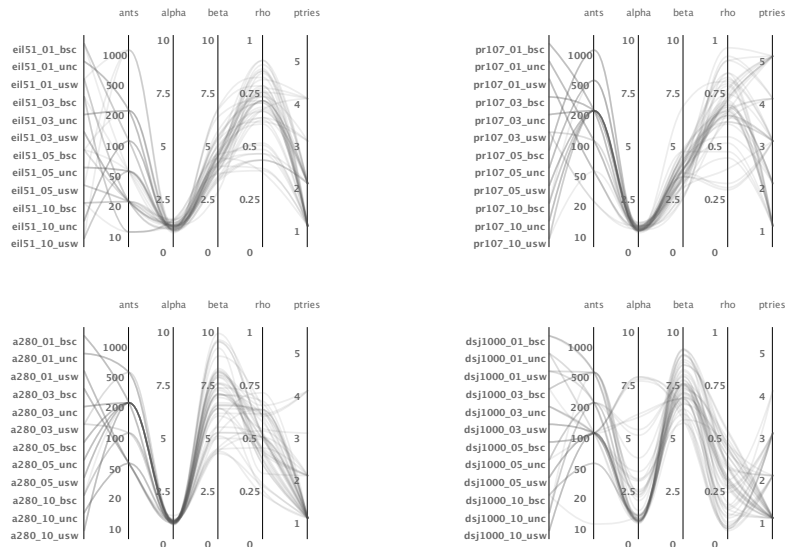 ants alpha beta rho ptries
eil51_01_bsc
eil51_01_unc
eil51_01_usw
eil51_03_bsc
eil51_03_unc
eil51_03_usw
eil51_05_bsc
eil51_05_unc
eil51_05_usw
eil51_10_bsc
eil51_10_unc
eil51_10_usw
1000
500
200
100
50
20
10
10
7.5
5
2.5
0
10
7.5
5
2.5
0
1
0.75
0.5
0.25
0
5
4
3
2
1
ants alpha beta rho ptries
pr107_01_bsc
pr107_01_unc
pr107_01_usw
pr107_03_bsc
pr107_03_unc
pr107_03_usw
pr107_05_bsc
pr107_05_unc
pr107_05_usw
pr107_10_bsc
pr107_10_unc
pr107_10_usw
1000
500
200
100
50
20
10
10
7.5
5
2.5
0
10
7.5
5
2.5
0
1
0.75
0.5
0.25
0
5
4
3
2
1
ants alpha beta rho ptries
a280_01_bsc
a280_01_unc
a280_01_usw
a280_03_bsc
a280_03_unc
a280_03_usw
a280_05_bsc
a280_05_unc
a280_05_usw
a280_10_bsc
a280_10_unc
a280_10_usw
1000
500
200
100
50
20
10
10
7.5
5
2.5
0
10
7.5
5
2.5
0
1
0.75
0.5
0.25
0
5
4
3
2
1
ants alpha beta rho ptries
dsj1000_01_bsc
dsj1000_01_unc
dsj1000_01_usw
dsj1000_03_bsc
dsj1000_03_unc
dsj1000_03_usw
dsj1000_05_bsc
dsj1000_05_unc
dsj1000_05_usw
dsj1000_10_bsc
dsj1000_10_unc
dsj1000_10_usw
1000
500
200
100
50
20
10
10
7.5
5
2.5
0
10
7.5
5
2.5
0
1
0.75
0.5
0.25
0
5
4
3
2
1